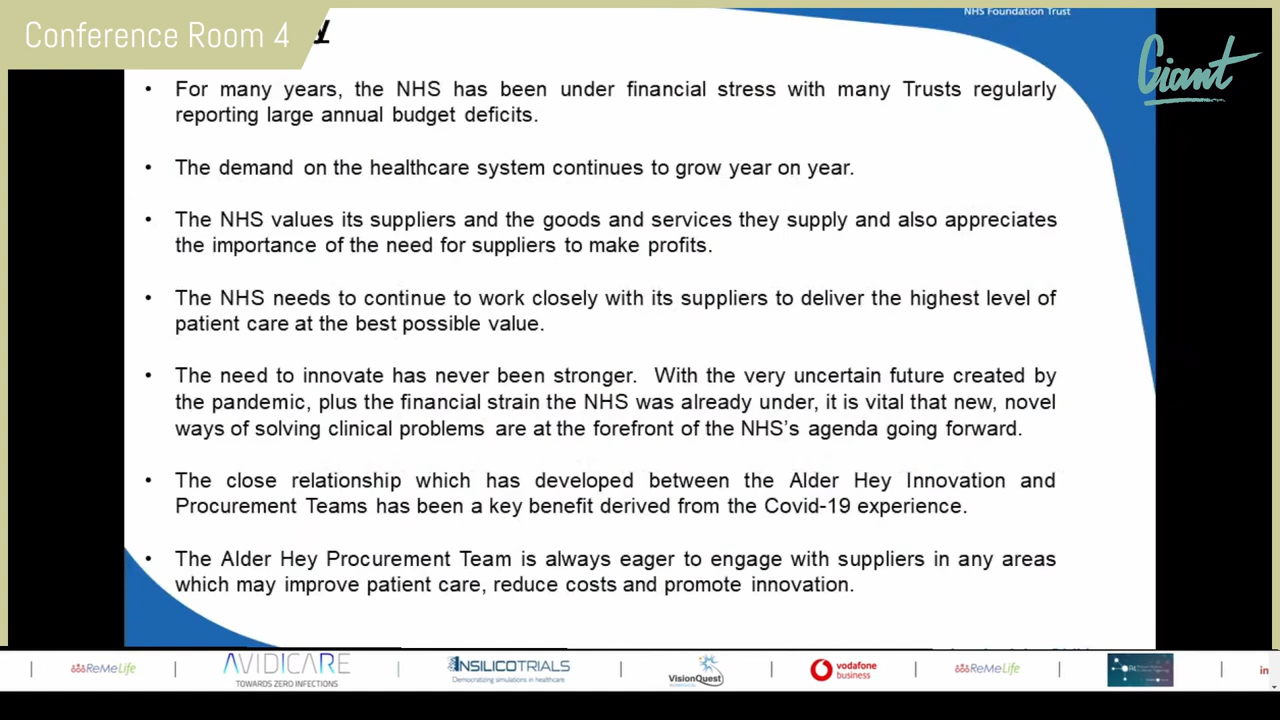 NHS Foundation Trust
Conference Room 4
Giant
• For many years, the NHS has been under financial stress with many Trusts regularly
reporting large annual budget deficits.
• The demand on the healthcare system continues to grow year on year.
• The NHS values its suppliers and the goods and services they supply and also appreciates
the importance of the need for suppliers to make profits.
• The NHS needs to continue to work closely with its suppliers to deliver the highest level of
patient care at the best possible value.
• The need to innovate has never been stronger. With the very uncertain future created by
the pandemic, plus the financial strain the NHS was already under, it is vital that new, novel
ways of solving clinical problems are at the forefront of the NHS's agenda going forward.
• The close relationship which has developed between the Alder Hey Innovation and
Procurement Teams has been a key benefit derived from the Covid-19 experience.
• The Alder Hey Procurement Team is always eager to engage with suppliers in any areas
which may improve patient care, reduce costs and promote innovation.
ReMeLife
AVIDICARE
TOWARDS ZERO INFECTIONS
INSILICOTRIALS
Democratizing simulations in healthcare
VisionQuest
vodafone
business
ReMeLife
in